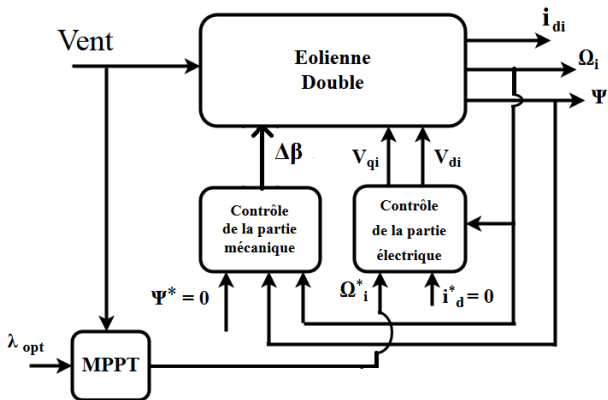 Vent
Eolienne
Double
i di
Ω i
Ψ
Δβ
V qi
V di
Contrôle
de la partie
mécanique
Contrôle
de la partie
électrique
Ψ* = 0
Ω* i
i* d = 0
λ opt
MPPT